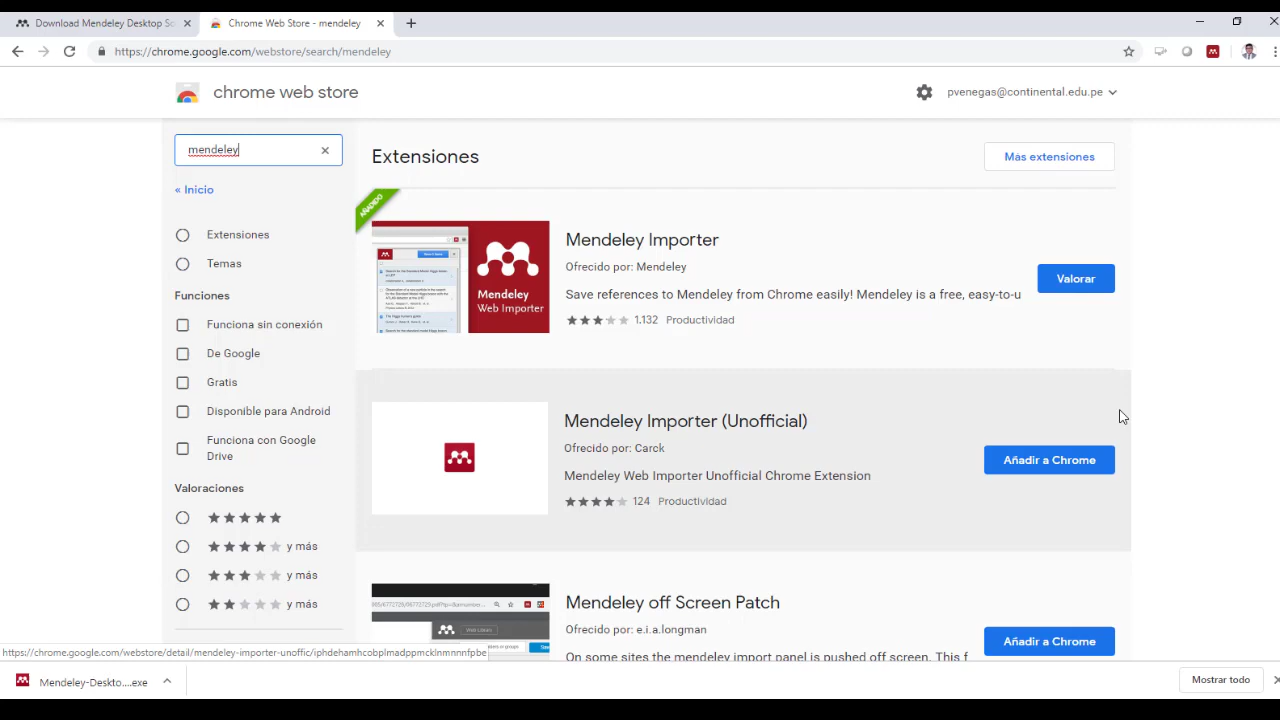 Download Mendeley Desktop So
Chrome Web Store - mendeley
https://chrome.google.com/webstore/search/mendeley
chrome web store
pvenegas@continental.edu.pe
mendeley
« Inicio
Extensiones
Temas
Funciones
Funciona sin conexión
De Google
Gratis
Disponible para Android
Funciona con Google
Drive
Valoraciones
y más
y más
y más
Extensiones
Más extensiones
AÑADIDO
Mendeley
Web Importer
Mendeley Importer
Ofrecido por: Mendeley
Save references to Mendeley from Chrome easily! Mendeley is a free, easy-to-u
1.132 Productividad
Valorar
Mendeley Importer (Unofficial)
Ofrecido por: Carock
Mendeley Web Importer Unofficial Chrome Extension
124 Productividad
Añadir a Chrome
Mendeley off Screen Patch
Ofrecido por: e.i.a.longman
On some sites the mendeley import panel is pushed off screen. This f
Añadir a Chrome
https://chrome.google.com/webstore/detail/mendeley-importer-unoffic/iphdehamhcobplmadppmcklnmnnnfpbe
Mendeley-Deskto....exe
Mostrar todo